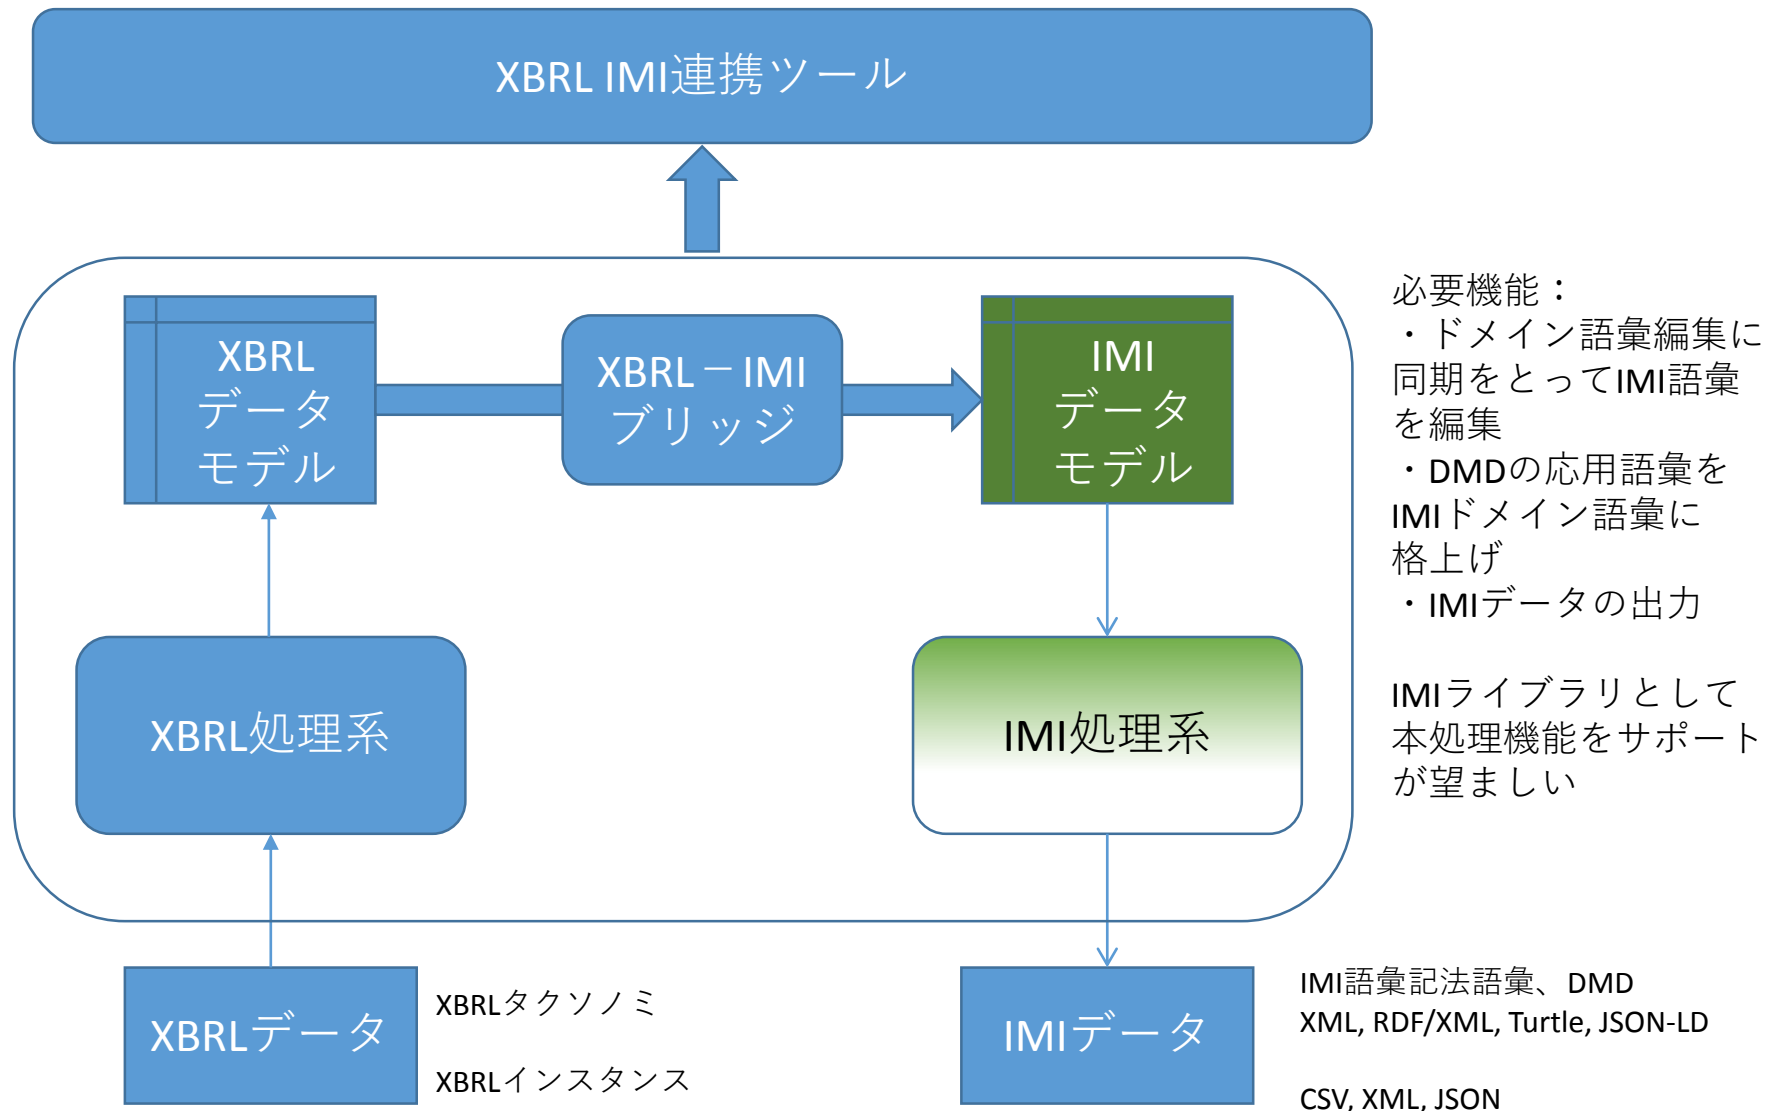 XBRL IMI連携ツール
XBRL
データ
モデル
XBRL－IMI
ブリッジ
IMI
データ
モデル
XBRL処理系
IMI処理系
XBRLデータ
XBRLタクソノミ
XBRLインスタンス
IMIデータ
IMI語彙記法語彙、DMD
XML, RDF/XML, Turtle, JSON-LD
CSV, XML, JSON
必要機能：
・ドメイン語彙編集に
同期をとってIMI語彙
を編集
・DMDの応用語彙を
IMIドメイン語彙に
格上げ
・IMIデータの出力
IMIライブラリとして
本処理機能をサポート
が望ましい